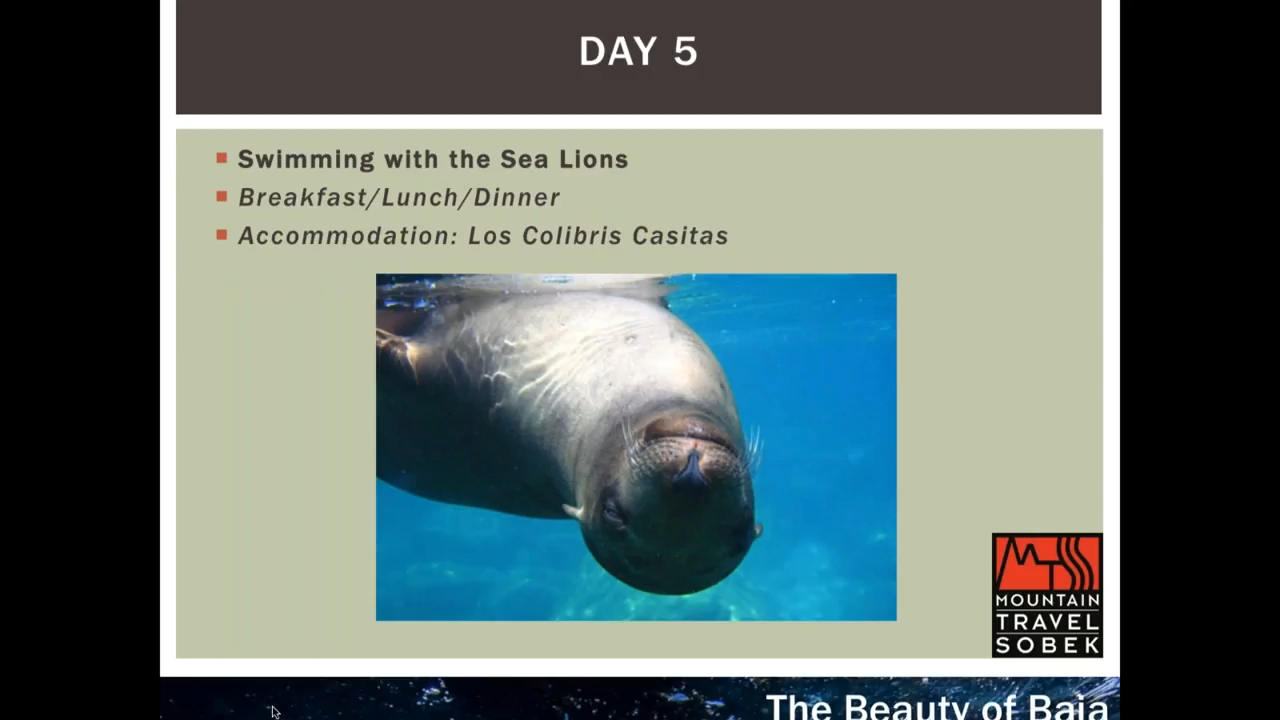 DAY 5
Swimming with the Sea Lions
Breakfast/Lunch/Dinner
Accommodation: Los Colibris Casitas
MTS
MOUNTAIN
TRAVEL
SOBEK
The Beauty of Baja